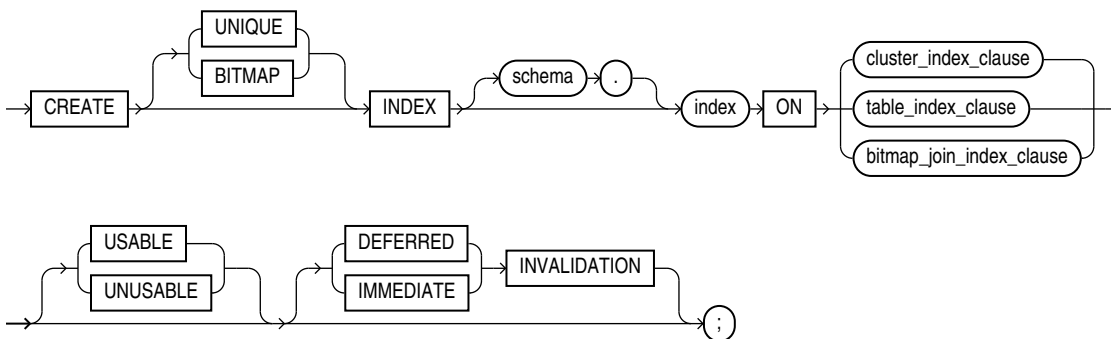 UNIQUE
BITMAP
schema .
CREATE INDEX index ON
cluster_index_clause
table_index_clause
bitmap_join_index_clause
USABLE
UNUSABLE
DEFERRED
IMMEDIATE
INVALIDATION
;